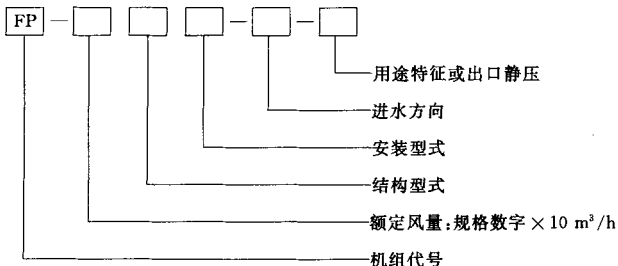 FP
用途特征或出口静压
进水方向
安装型式
结构型式
额定风量:规格数字×10 m³/h
机组代号